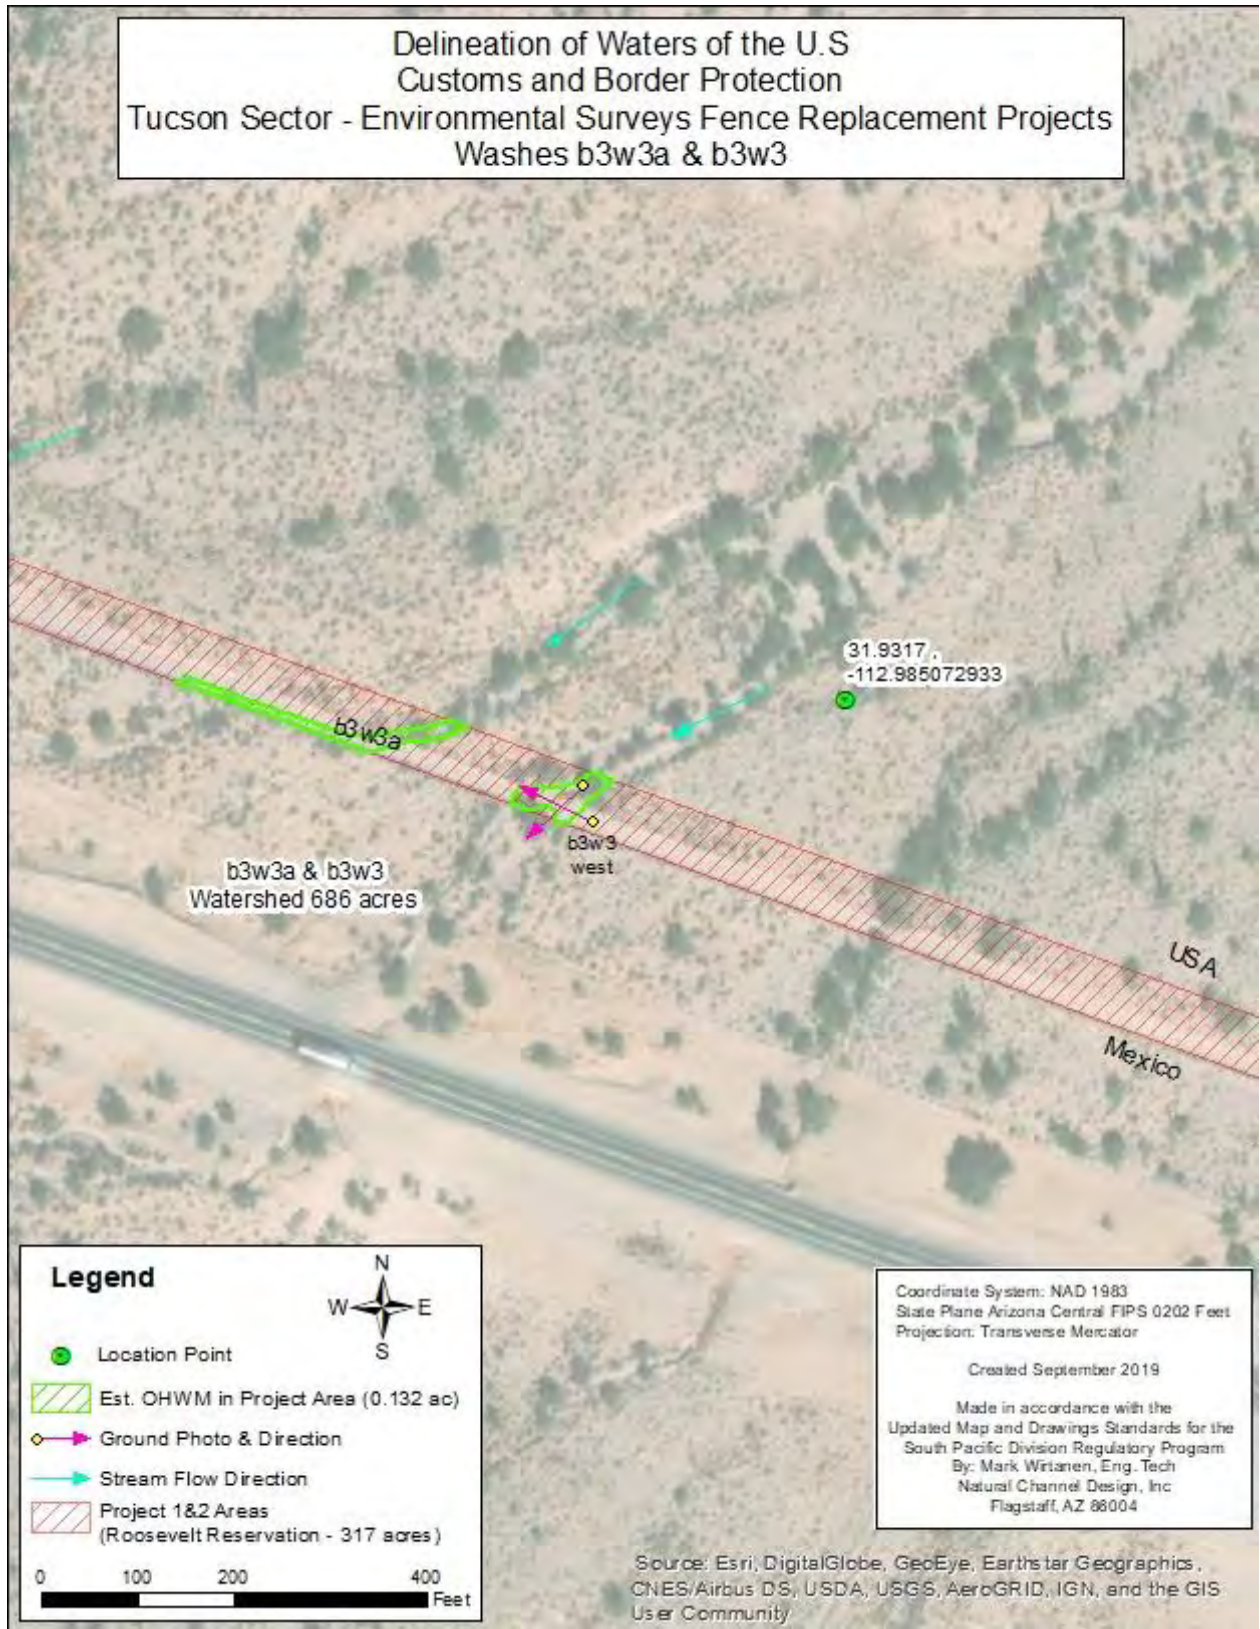 Delineation of Waters of the U.S
Customs and Border Protection
Tucson Sector - Environmental Surveys Fence Replacement Projects
Washes b3w3a & b3w3
31.9317 ,
-112.985072933
b3w3a
b3w3
west
b3w3a & b3w3
Watershed 686 acres
USA
Mexico
Legend
N
W E
S
Location Point
Est. OHWM in Project Area (0.132 ac)
Ground Photo & Direction
Stream Flow Direction
Project 1&2 Areas
(Roosevelt Reservation - 317 acres)
0 100 200 400
Feet
Coordinate System: NAD 1983
State Plane Arizona Central FIPS 0202 Feet
Projection: Transverse Mercator
Created September 2019
Made in accordance with the
Updated Map and Drawings Standards for the
South Pacific Division Regulatory Program
By: Mark Wirtanen, Eng. Tech
Natural Channel Design, Inc
Flagstaff, AZ 86004
Source: Esri, DigitalGlobe, GeoEye, Earthstar Geographics,
CNES/Airbus DS, USDA, USGS, AeroGRID, IGN, and the GIS
User Community